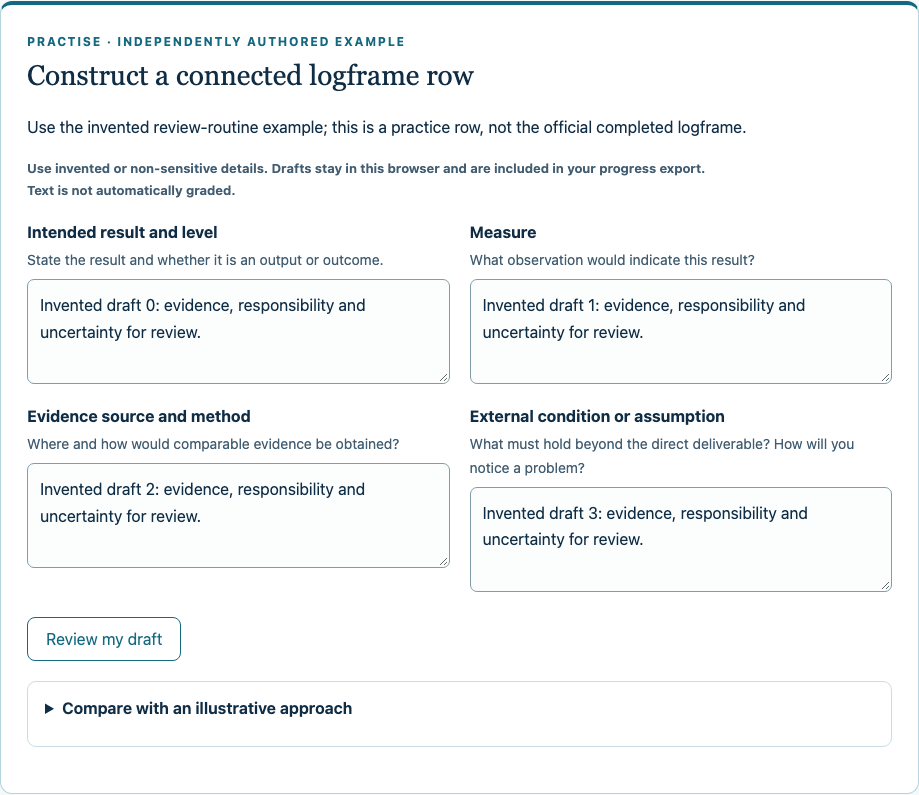 PRACTISE · INDEPENDENTLY AUTHORED EXAMPLE
Construct a connected logframe row
Use the invented review-routine example; this is a practice row, not the official completed logframe.
Use invented or non-sensitive details. Drafts stay in this browser and are included in your progress export.
Text is not automatically graded.
Intended result and level
State the result and whether it is an output or outcome.
Invented draft 0: evidence, responsibility and
uncertainty for review.
Measure
What observation would indicate this result?
Invented draft 1: evidence, responsibility and
uncertainty for review.
Evidence source and method
Where and how would comparable evidence be obtained?
Invented draft 2: evidence, responsibility and
uncertainty for review.
External condition or assumption
What must hold beyond the direct deliverable? How will you
notice a problem?
Invented draft 3: evidence, responsibility and
uncertainty for review.
Review my draft
Compare with an illustrative approach